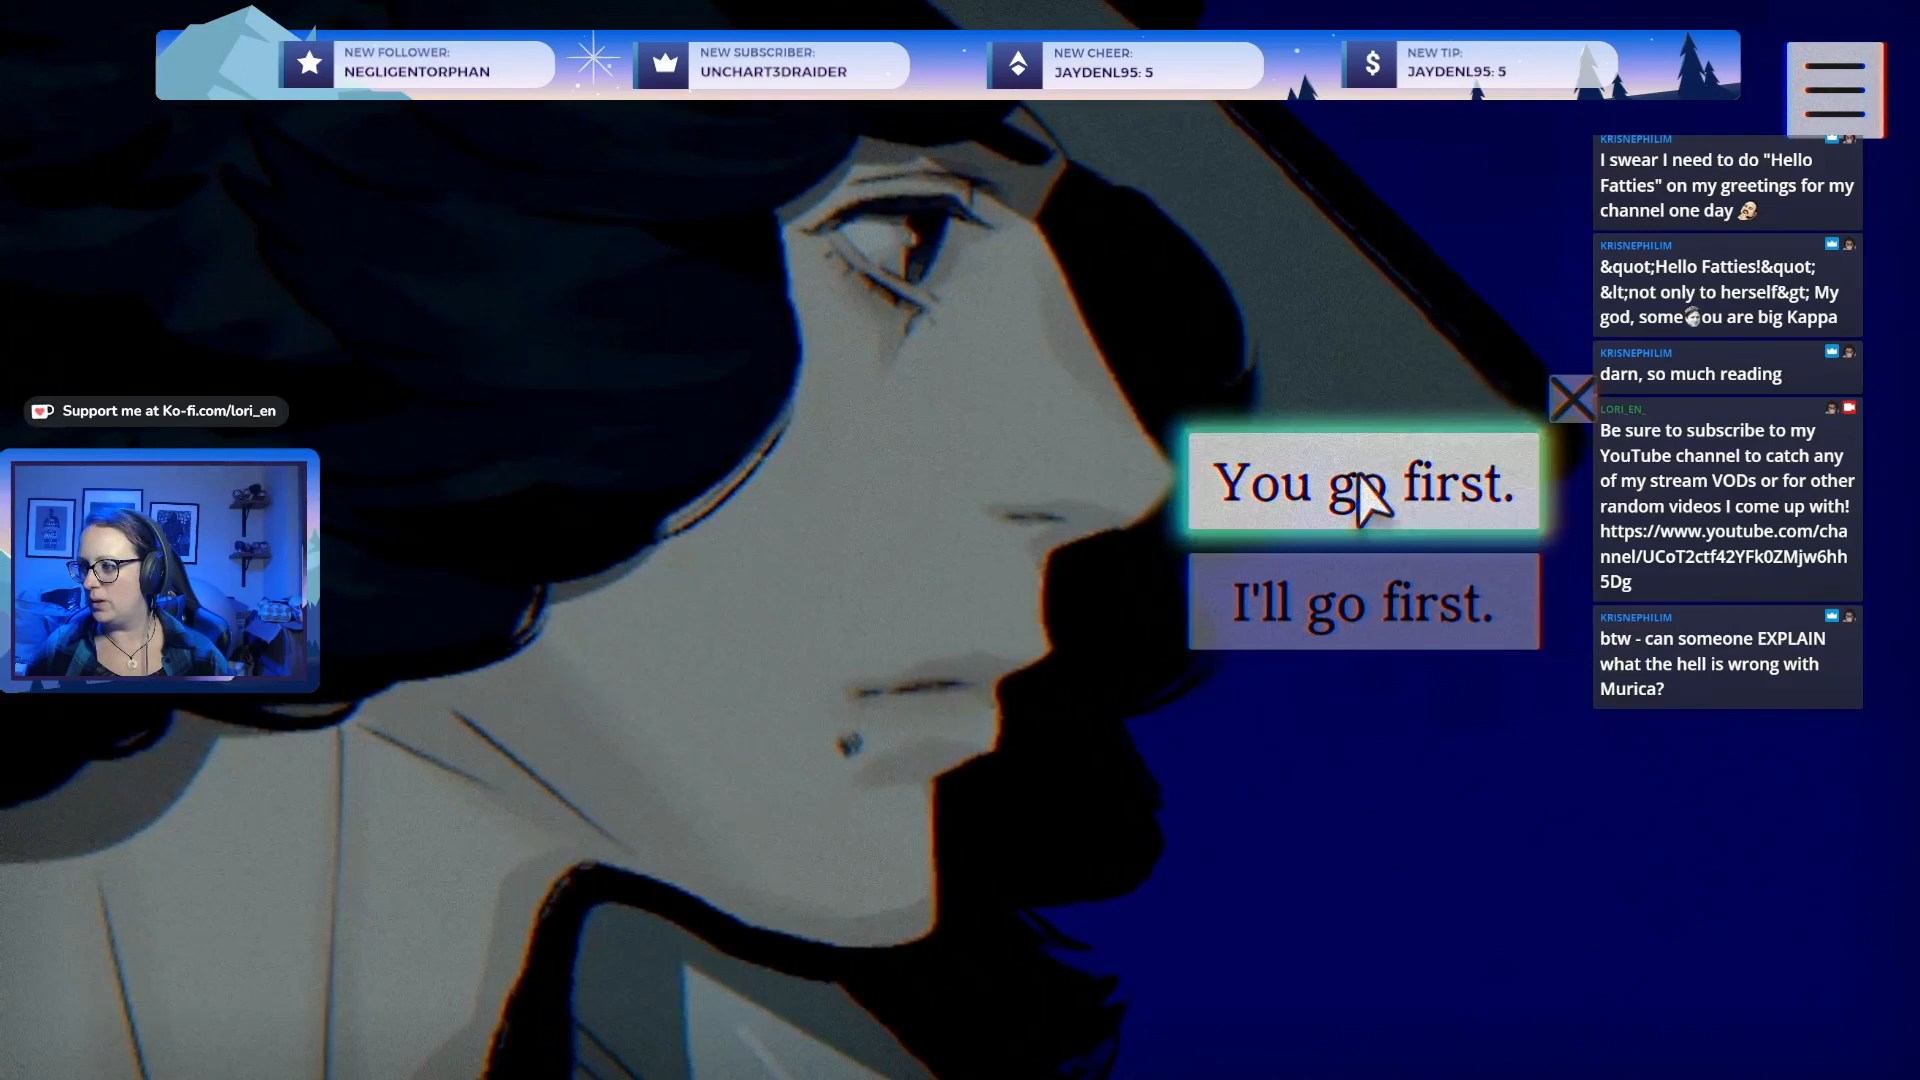 NEW FOLLOWER:
NEGLIGENTORPHAN
NEW SUBSCRIBER:
UNCHART3DRAIDER
NEW CHEER:
JAYDENL95: 5
NEW TIP:
JAYDENL95: 5
KRISNEPHILIM
I swear I need to do "Hello
Fatties" on my greetings for my
channel one day
KRISNEPHILIM
&quot;Hello Fatties!&quot;
&lt;not only to herself&gt; My
god, some ou are big Kappa
KRISNEPHILIM
darn, so much reading
LORI_EN_
Be sure to subscribe to my
YouTube channel to catch any
of my stream VODs or for other
random videos I come up with!
https://www.youtube.com/cha
nnel/UCoT2ctf42YFk0ZMjw6hh
5Dg
KRISNEPHILIM
btw - can someone EXPLAIN
what the hell is wrong with
Murica?
Support me at Ko-fi.com/lori_en
You go first.
I'll go first.